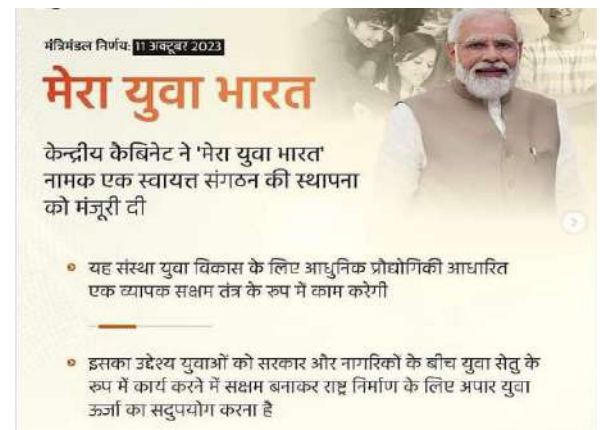 मंत्रिमंडल निर्णय: 11 अक्टूबर 2023
मेरा युवा भारत
केन्द्रीय कैबिनेट ने 'मेरा युवा भारत'
नामक एक स्वायत्त संगठन की स्थापना
को मंजूरी दी
यह संस्था युवा विकास के लिए आधुनिक प्रौद्योगिकी आधारित
एक व्यापक सक्षम तंत्र के रूप में काम करेगी
इसका उद्देश्य युवाओं को सरकार और नागरिकों के बीच युवा सेतु के
रूप में कार्य करने में सक्षम बनाकर राष्ट्र निर्माण के लिए अपार युवा
ऊर्जा का सदुपयोग करना है